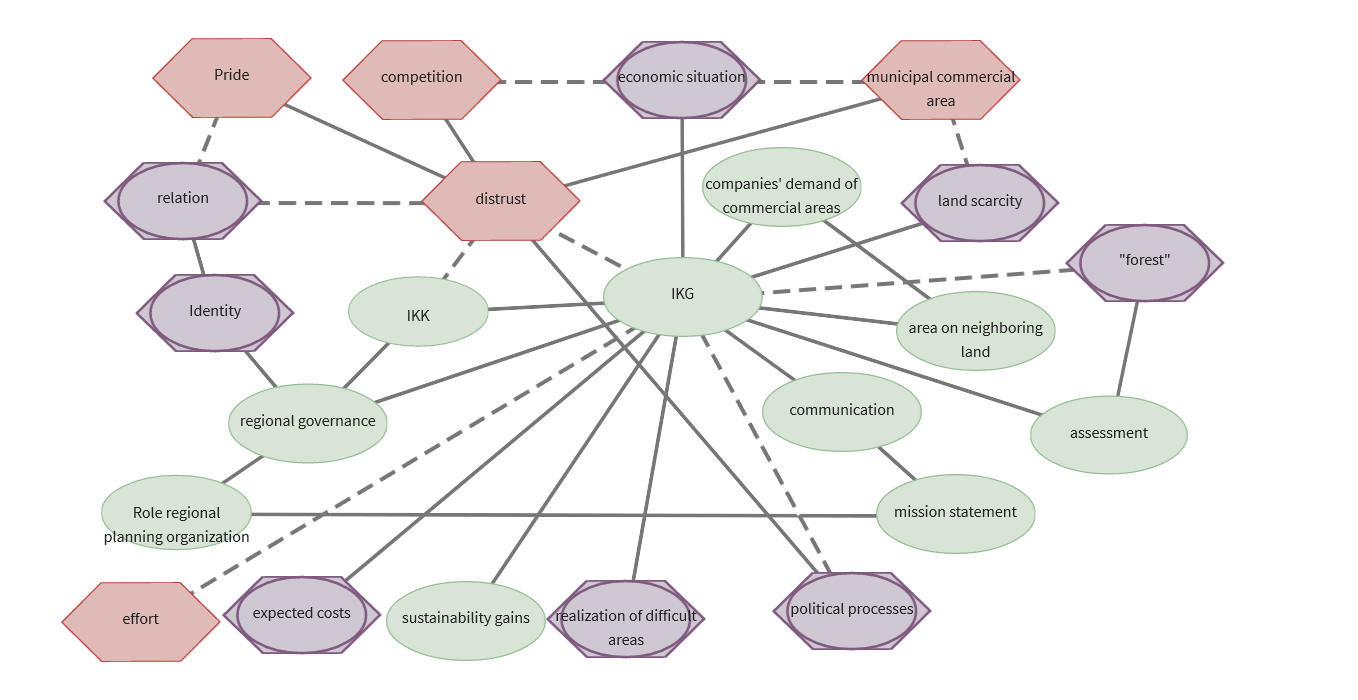 Pride
competition
economic situation
municipal commercial
area
relation
distrust
companies' demand of
commercial areas
land scarcity
"forest"
Identity
IKK
IKG
area on neighboring
land
regional governance
communication
assessment
Role regional
planning organization
mission statement
effort
expected costs
sustainability gains
realization of difficult
areas
political processes